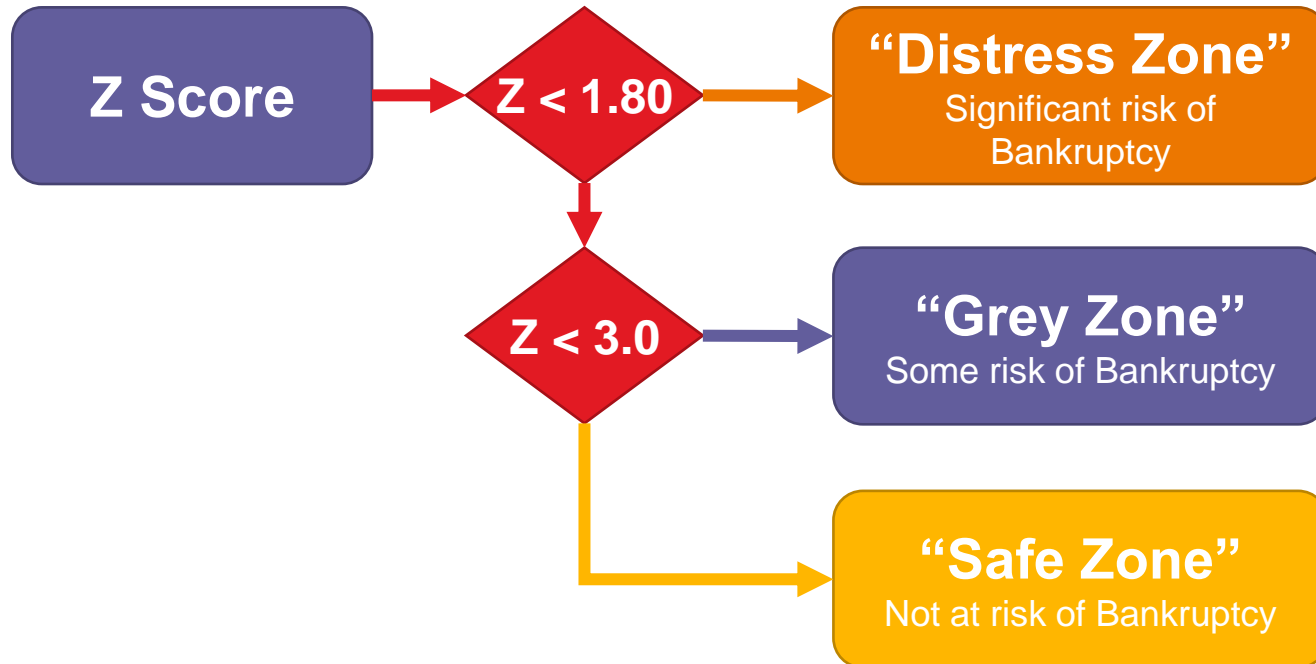 Z Score
Z < 1.80
“Distress Zone”
Significant risk of
Bankruptcy
Z < 3.0
“Grey Zone”
Some risk of Bankruptcy
“Safe Zone”
Not at risk of Bankruptcy